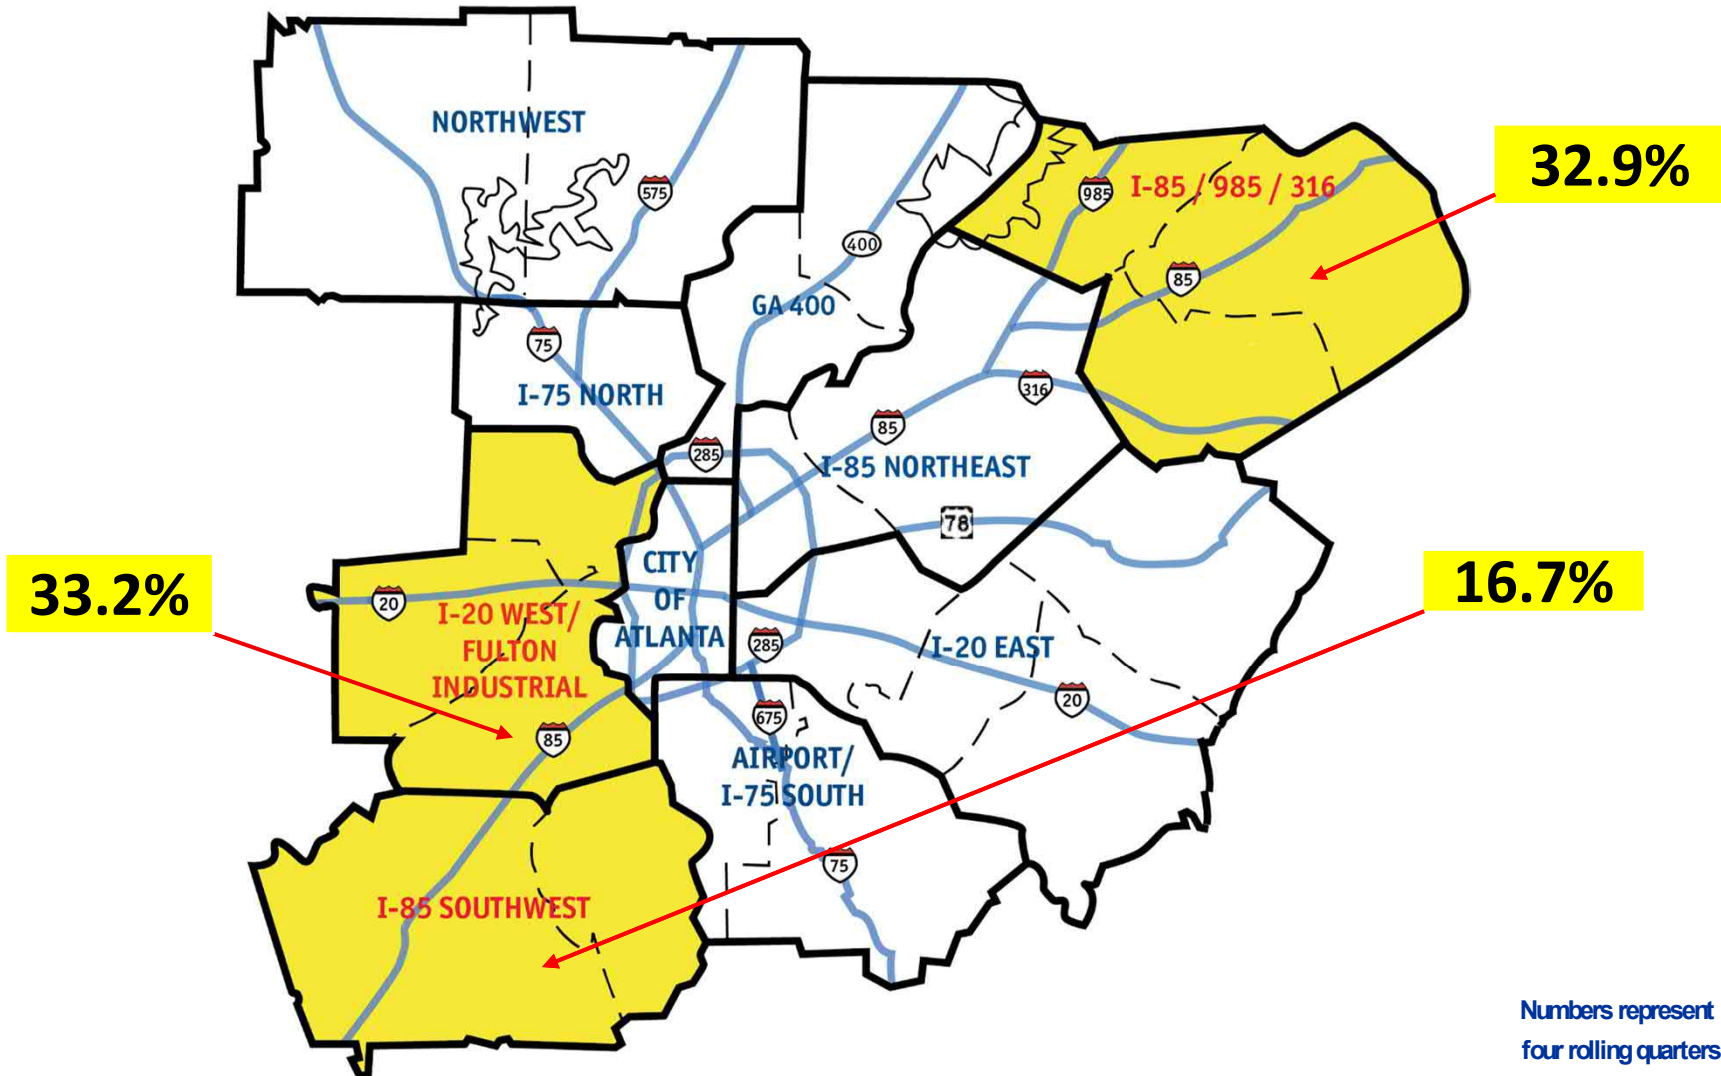 NORTHWEST
575
985
I-85 / 985 / 316
32.9%
400
85
GA 400
75
I-75 NORTH
316
85
285
I-85 NORTHEAST
78
CITY
OF
ATLANTA
33.2%
20
I-20 WEST/
FULTON
INDUSTRIAL
16.7%
285
I-20 EAST
20
675
85
AIRPORT/
I-75 SOUTH
75
I-85 SOUTHWEST
Numbers represent
four rolling quarters